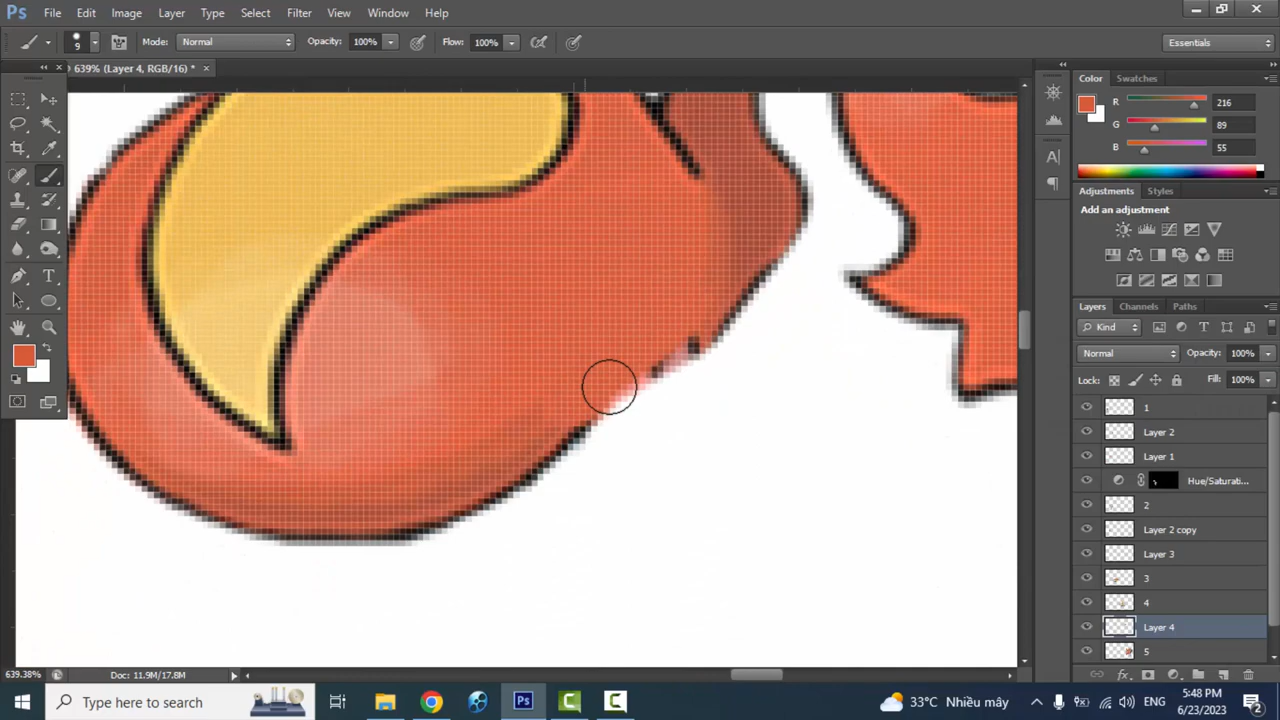 Ps File Edit Image Layer Type Select Filter View Window Help
9 Mode: Normal Opacity: 100% Flow: 100% Essentials
639% (Layer 4, RGB/16) *
Color Swatches
R 216
G 89
B 55
Adjustments Styles
Add an adjustment
Layers Channels Paths
Kind
Normal Opacity: 100%
Lock: Fill: 100%
1
Layer 2
Layer 1
Hue/Saturati...
2
Layer 2 copy
Layer 3
3
4
Layer 4
5
639.38% Doc: 11.9M/17.8M
Type here to search Ps 33°C Nhiều mây ENG 5:48 PM
6/23/2023 2